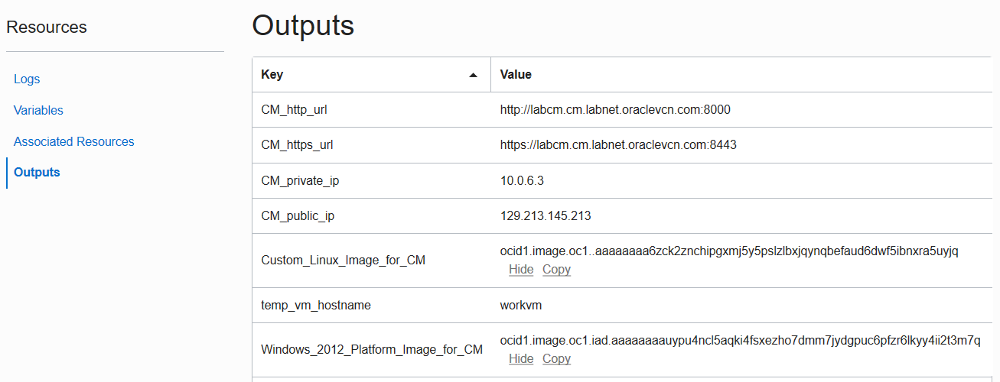 Resources
Logs
Variables
Associated Resources
Outputs
Outputs
Key Value
CM_http_url http://labcm.cm.labnet.oraclevcn.com:8000
CM_https_url https://labcm.cm.labnet.oraclevcn.com:8443
CM_private_ip 10.0.6.3
CM_public_ip 129.213.145.213
Custom_Linux_Image_for_CM ocid1.image.oc1..aaaaaaaa6zck2znchipgxmj5y5pslzlbxjqynqbefaud6dwf5ibnxra5uyjq
Hide Copy
temp_vm_hostname workvm
Windows_2012_Platform_Image_for_CM ocid1.image.oc1.iad.aaaaaaaauypu4ncl5aqki4fsxezho7dmm7jydgpuc6pfzr6lkyy4ii2t3m7q
Hide Copy